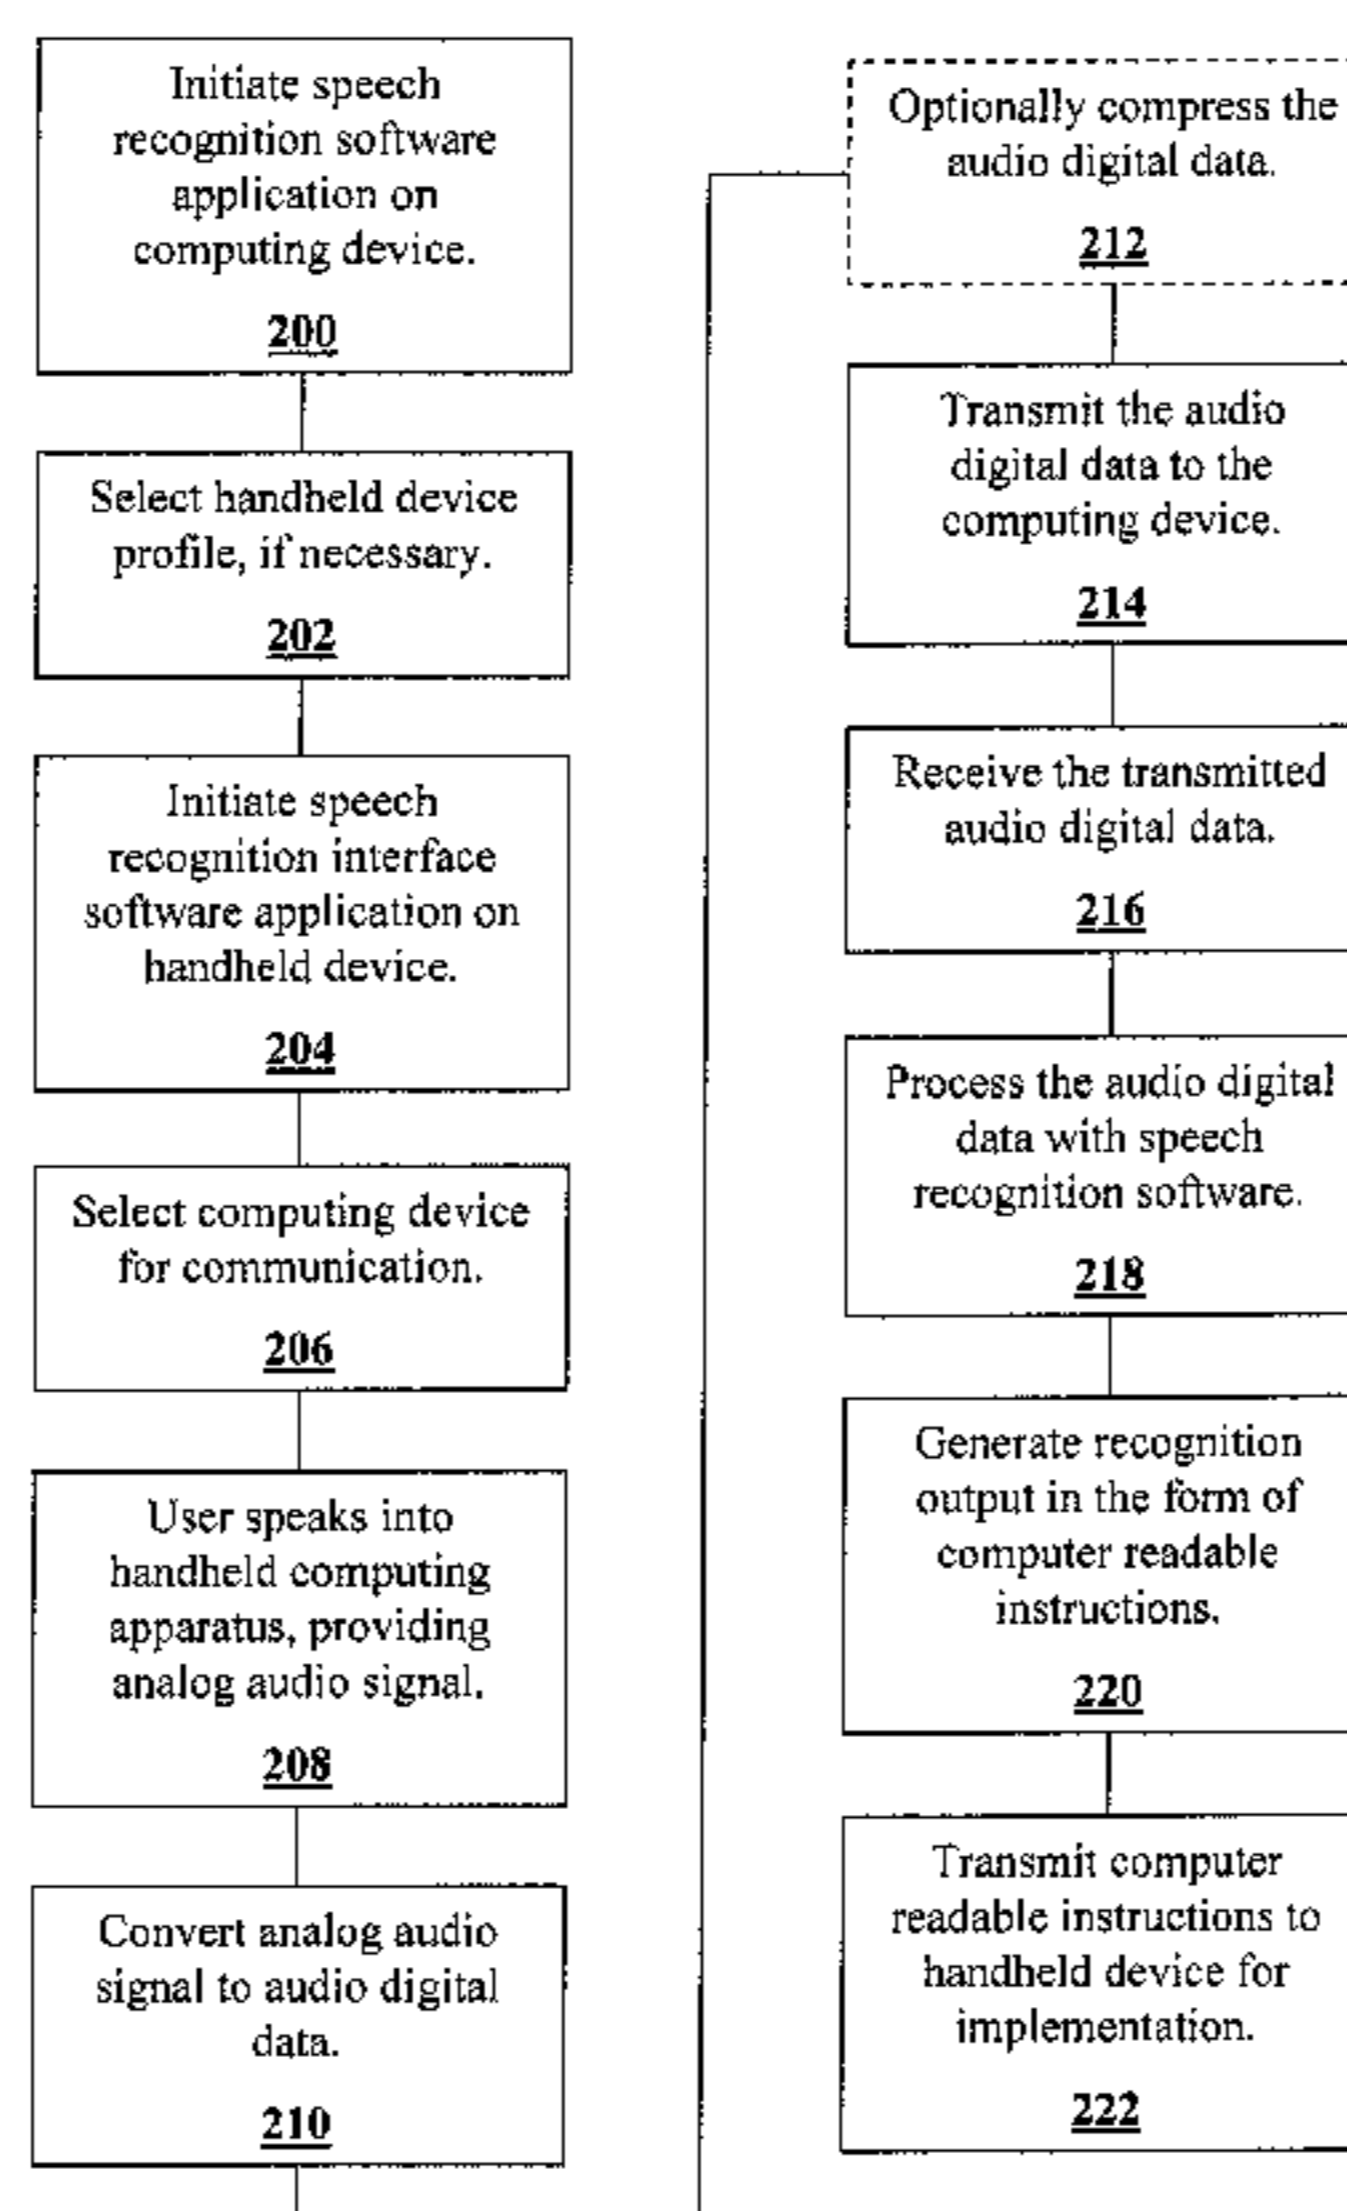 Initiate speech
recognition software
application on
computing device.
200
Select handheld device
profile, if necessary.
202
Initiate speech
recognition interface
software application on
handheld device.
204
Select computing device
for communication.
206
User speaks into
handheld computing
apparatus, providing
analog audio signal.
208
Convert analog audio
signal to audio digital
data.
210
Optionally compress the
audio digital data.
212
Transmit the audio
digital data to the
computing device.
214
Receive the transmitted
audio digital data.
216
Process the audio digital
data with speech
recognition software.
218
Generate recognition
output in the form of
computer readable
instructions.
220
Transmit computer
readable instructions to
handheld device for
implementation.
222